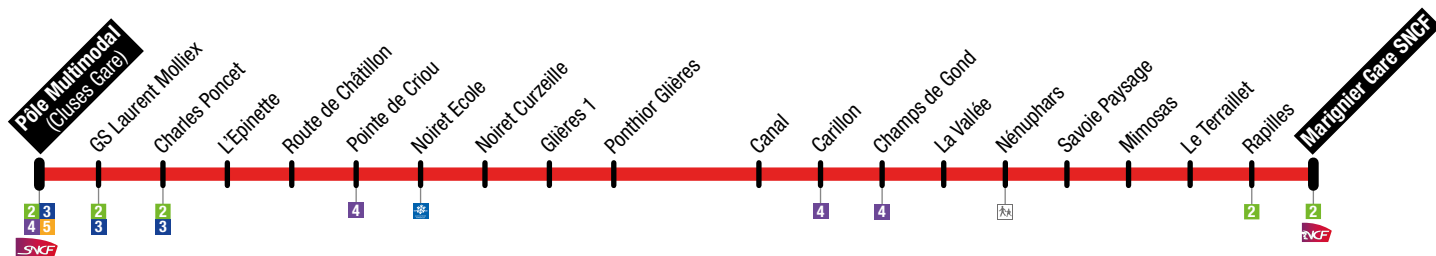 Pôle Multimodal
(Cluses Gare)
GS Laurent Molliex
Charles Poncet
L'Epinette
Route de Châtillon
Pointe de Criou
Noiret Ecole
Noiret Curzeille
Glières 1
Ponthior Glières
Canal
Carillon
Champs de Gond
La Vallée
Nénuphars
Savoie Paysage
Mimosas
Le Terraillet
Rapilles
Marignier Gare SNCF
2 3
4 5
SNCF
2
3
2
3
4
4
4
2
2
NCF